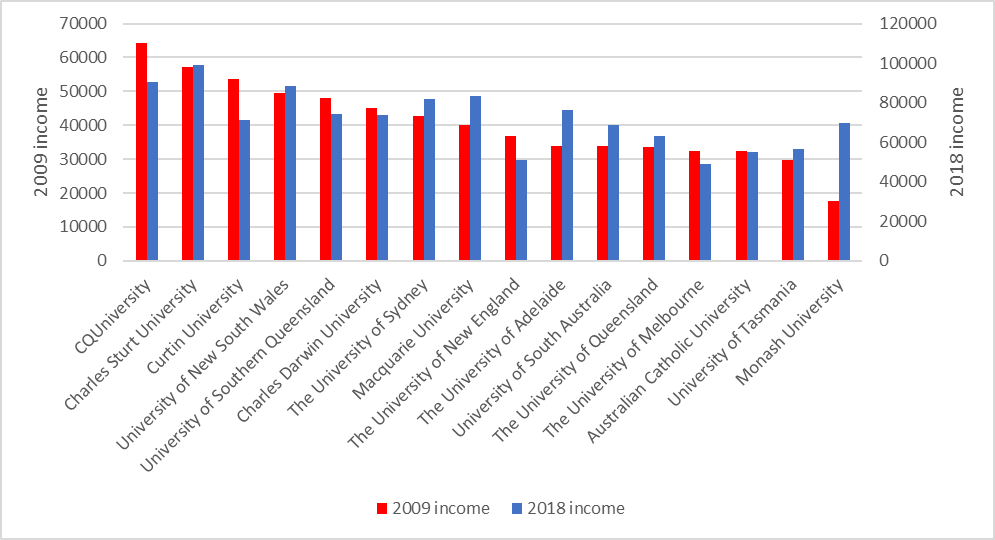 70000
60000
50000
40000
30000
20000
10000
0
2009 income
120000
100000
80000
60000
40000
20000
0
2018 income
CQUniversity
Charles Sturt University
Curtin University
University of New South Wales
University of Southern Queensland
Charles Darwin University
The University of Sydney
Macquarie University
The University of New England
The University of Adelaide
University of South Australia
The University of Queensland
The University of Melbourne
Australian Catholic University
University of Tasmania
Monash University
2009 income 2018 income